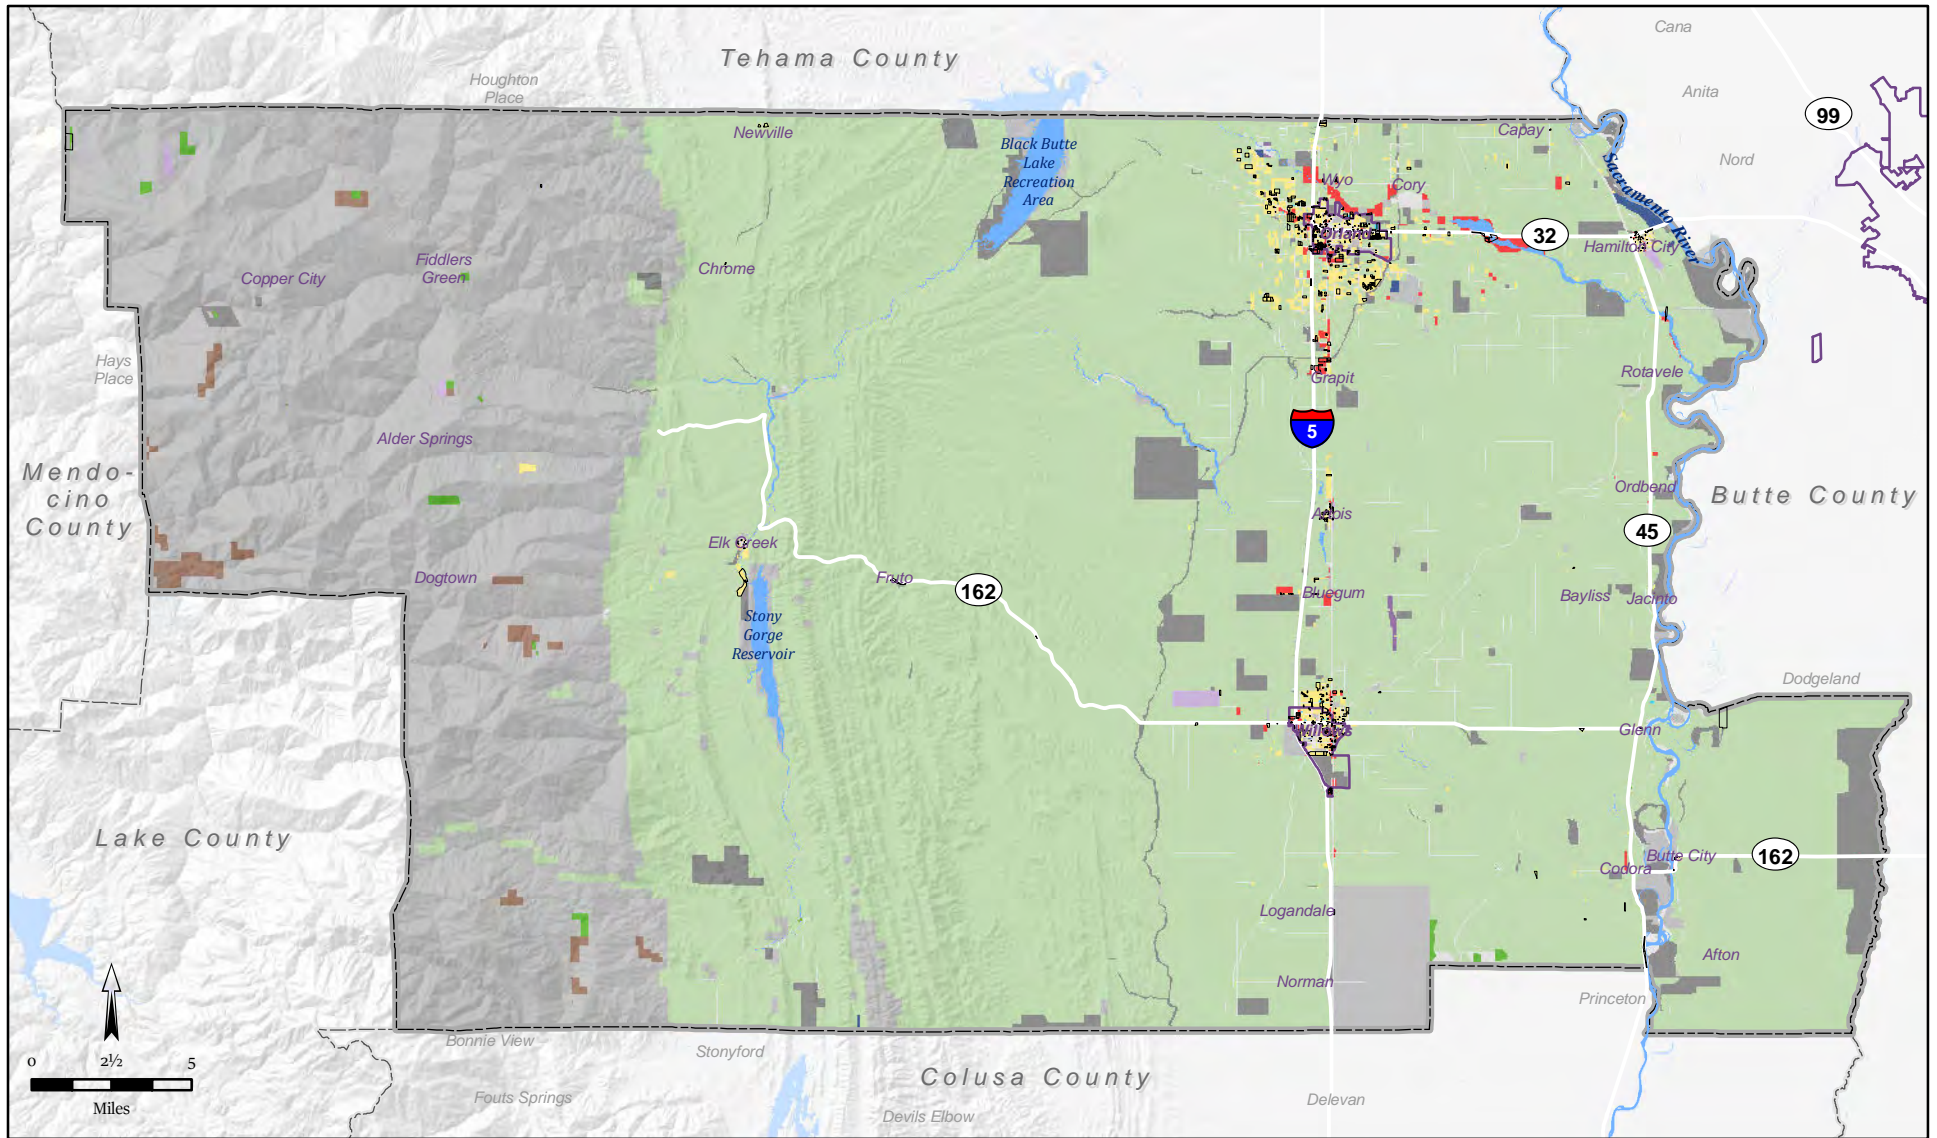 Cana
Tehama County
Houghton
Place
Anita
99
Newville
Capay
Black Butte
Lake
Recreation
Area
Nord
Sacramento River
Wyo
Cory
Orland
32
Hamilton City
Fiddlers
Green
Chrome
Copper City
Hays
Place
Rotavele
Grapit
5
Alder Springs
Mendo-
cino
County
Ordbend
Butte County
Artois
45
Elk Creek
Dogtown
Fruto
162
Bluegum
Bayliss
Jacinto
Stony
Gorge
Reservoir
Dodgeland
Willows
Glenn
Lake County
Butte City
162
Codora
Logandale
Afton
Norman
Princeton
Bonnie View
Stonyford
0
2½
5
Miles
Colusa County
Fouts Springs
Delevan
Devils Elbow